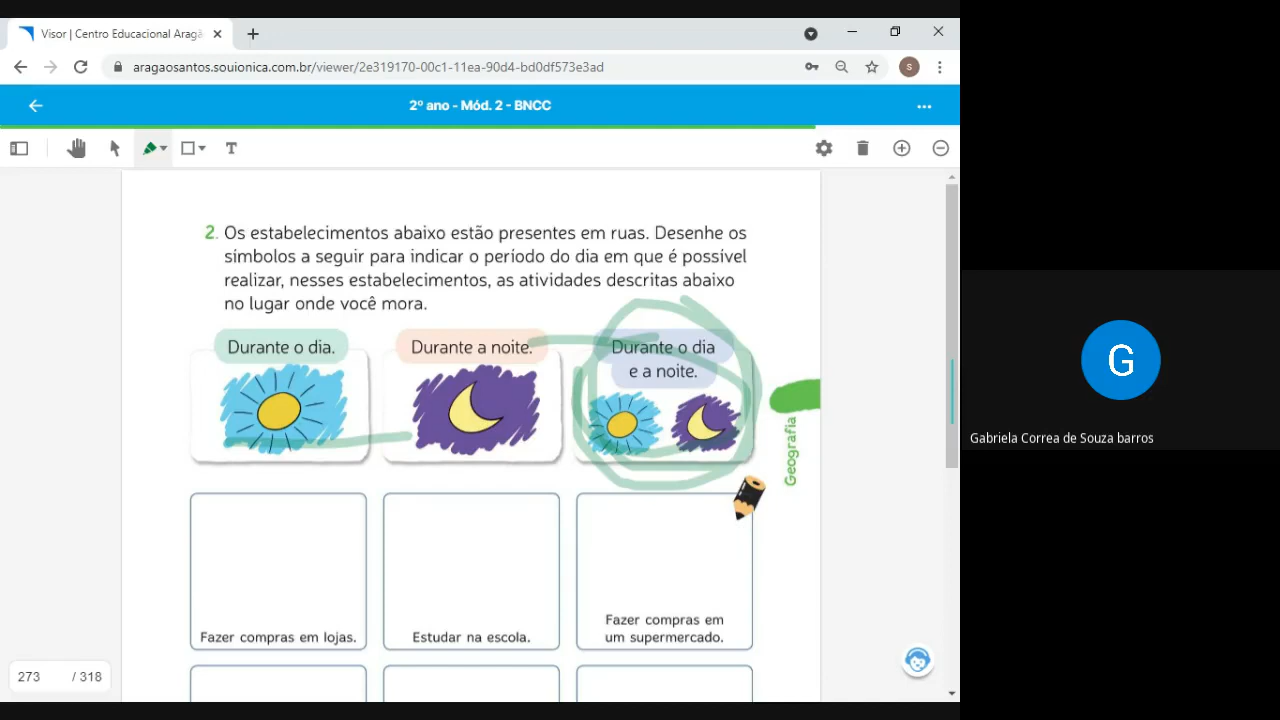 Visor | Centro Educacional Aragã
aragaosantos.souionica.com.br/viewer/2e319170-00c1-11ea-90d4-bd0df573e3ad
s
2º ano - Mód. 2 - BNCC
T
2. Os estabelecimentos abaixo estão presentes em ruas. Desenhe os
símbolos a seguir para indicar o período do dia em que é possível
realizar, nesses estabelecimentos, as atividades descritas abaixo
no lugar onde você mora.
Durante o dia.
Durante a noite.
Durante o dia
e a noite.
Geografia
Fazer compras em lojas.
Estudar na escola.
Fazer compras em
um supermercado.
273 / 318
G
Gabriela Correa de Souza barros